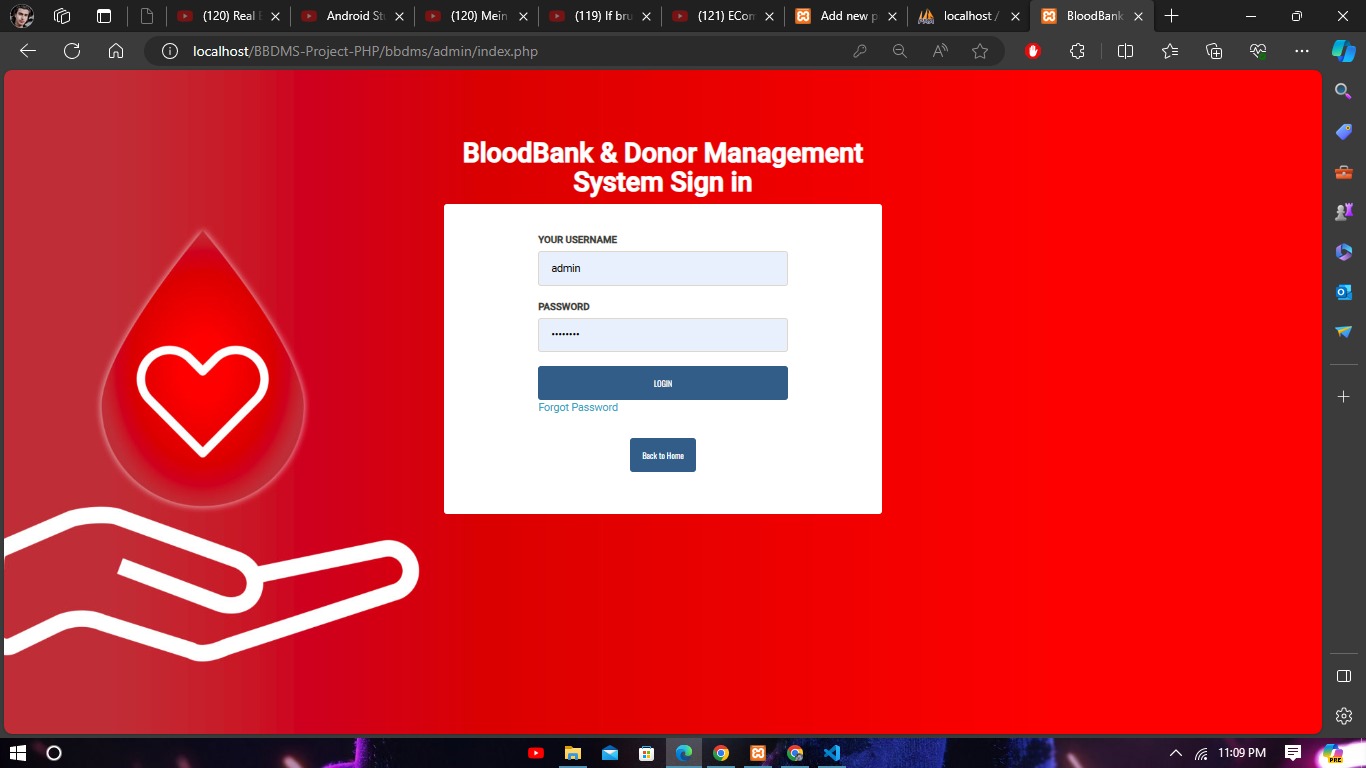 (120) Real E
Android St
(120) Mein
(119) If bru
(121) ECon
Add new p
localhost /
BloodBank
localhost/BBDMS-Project-PHP/bbdms/admin/index.php
BloodBank & Donor Management
System Sign in
YOUR USERNAME
admin
PASSWORD
LOGIN
Forgot Password
Back to Home
11:09 PM
PRE